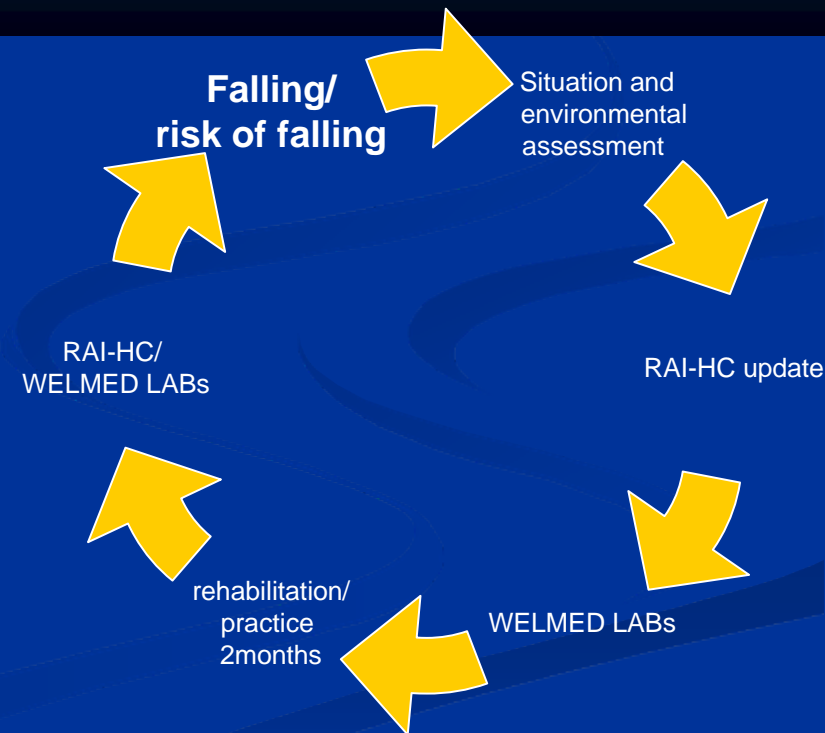 Falling/
risk of falling
Situation and
environmental
assessment
RAI-HC update
WELMED LABs
rehabilitation/
practice
2months
RAI-HC/
WELMED LABs